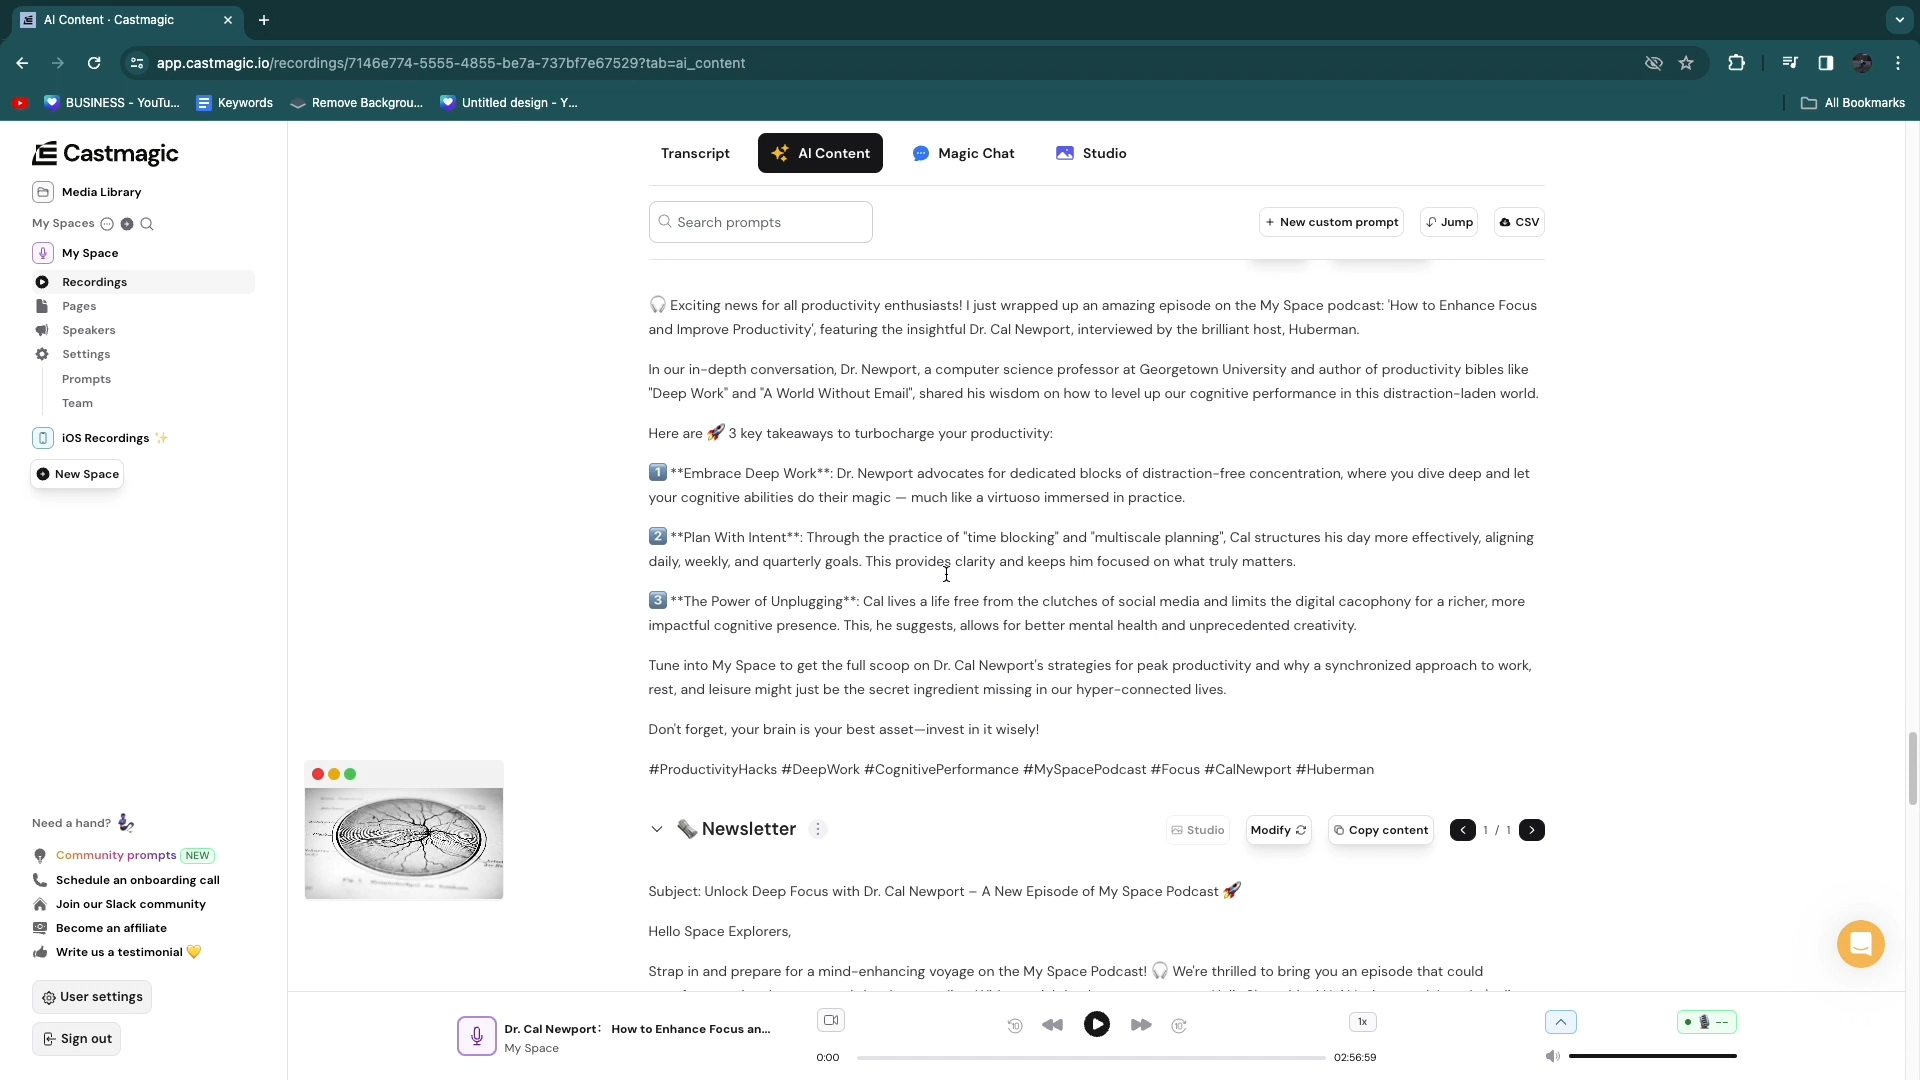 AI Content · Castmagic
app.castmagic.io/recordings/7146e774-5555-4855-be7a-737bf7e67529?tab=ai_content
BUSINESS - YouTu...
Keywords
Remove Backgrou...
Untitled design - Y...
All Bookmarks
Castmagic
Media Library
My Spaces
My Space
Recordings
Pages
Speakers
Settings
Prompts
Team
iOS Recordings ✨
New Space
Need a hand?
Community prompts NEW
Schedule an onboarding call
Join our Slack community
Become an affiliate
Write us a testimonial 💛
User settings
Sign out
Transcript
AI Content
Magic Chat
Studio
Search prompts
+ New custom prompt
Jump
CSV
🎧 Exciting news for all productivity enthusiasts! I just wrapped up an amazing episode on the My Space podcast: 'How to Enhance Focus
and Improve Productivity', featuring the insightful Dr. Cal Newport, interviewed by the brilliant host, Huberman.
In our in-depth conversation, Dr. Newport, a computer science professor at Georgetown University and author of productivity bibles like
"Deep Work" and "A World Without Email", shared his wisdom on how to level up our cognitive performance in this distraction-laden world.
Here are 🚀 3 key takeaways to turbocharge your productivity:
1️⃣ **Embrace Deep Work**: Dr. Newport advocates for dedicated blocks of distraction-free concentration, where you dive deep and let
your cognitive abilities do their magic — much like a virtuoso immersed in practice.
2️⃣ **Plan With Intent**: Through the practice of "time blocking" and "multiscale planning", Cal structures his day more effectively, aligning
daily, weekly, and quarterly goals. This provides clarity and keeps him focused on what truly matters.
3️⃣ **The Power of Unplugging**: Cal lives a life free from the clutches of social media and limits the digital cacophony for a richer, more
impactful cognitive presence. This, he suggests, allows for better mental health and unprecedented creativity.
Tune into My Space to get the full scoop on Dr. Cal Newport's strategies for peak productivity and why a synchronized approach to work,
rest, and leisure might just be the secret ingredient missing in our hyper-connected lives.
Don't forget, your brain is your best asset—invest in it wisely!
#ProductivityHacks #DeepWork #CognitivePerformance #MySpacePodcast #Focus #CalNewport #Huberman
🗞️ Newsletter
Studio
Modify
Copy content
1 / 1
Subject: Unlock Deep Focus with Dr. Cal Newport – A New Episode of My Space Podcast 🚀
Hello Space Explorers,
Strap in and prepare for a mind-enhancing voyage on the My Space Podcast! 🎧 We're thrilled to bring you an episode that could
Dr. Cal Newport: How to Enhance Focus an...
My Space
10
10
0:00
02:56:59
1x
--